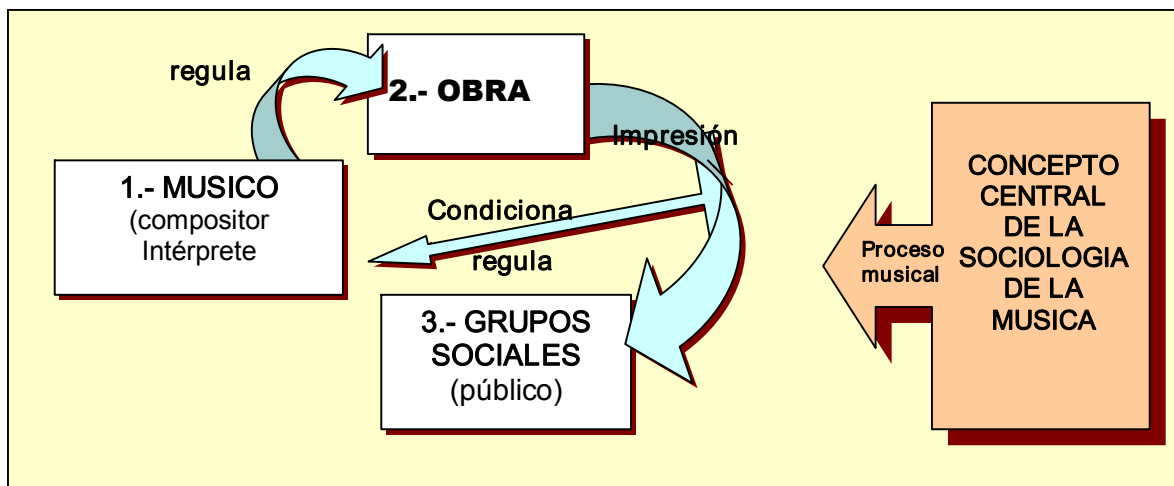 regula
2.- OBRA
Impresión
1.- MUSICO
(compositor
Intérprete
Condiciona
regula
3.- GRUPOS
SOCIALES
(público)
Proceso
musical
CONCEPTO
CENTRAL
DE LA
SOCIOLOGIA
DE LA
MUSICA